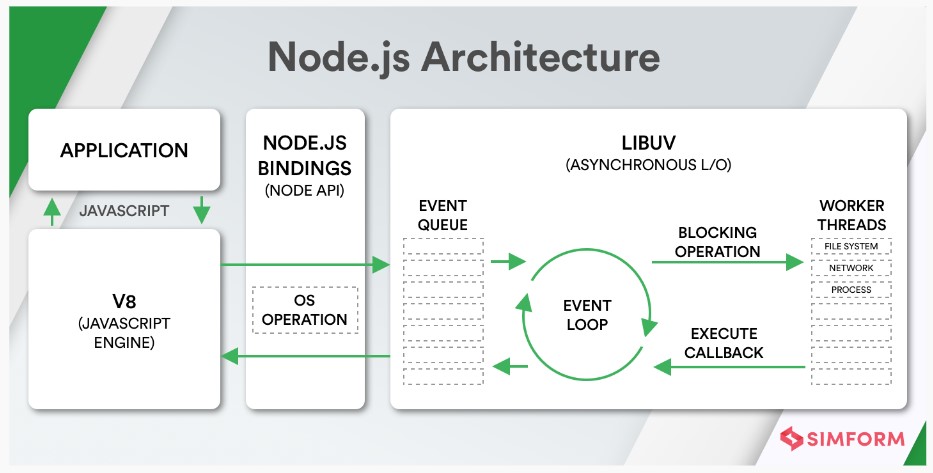 Node.js Architecture
APPLICATION
JAVASCRIPT
V8
(JAVASCRIPT
ENGINE)
NODE.JS
BINDINGS
(NODE API)
OS
OPERATION
LIBUV
(ASYNCHRONOUS L/O)
EVENT
QUEUE
EVENT
LOOP
BLOCKING
OPERATION
EXECUTE
CALLBACK
WORKER
THREADS
FILE SYSTEM
NETWORK
PROCESS
SIMFORM